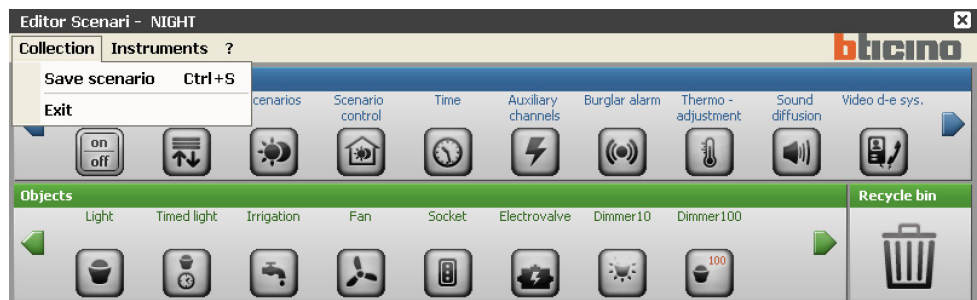 Editor Scenari - NIGHT
Collection Instruments ?
bticino
Save scenario Ctrl+S
Exit
cenarios Scenario control Time Auxiliary channels Burglar alarm Thermo - adjustment Sound diffusion Video d-e sys.
on
off
Objects Recycle bin
Light Timed light Irrigation Fan Socket Electrovalve Dimmer10 Dimmer100
100